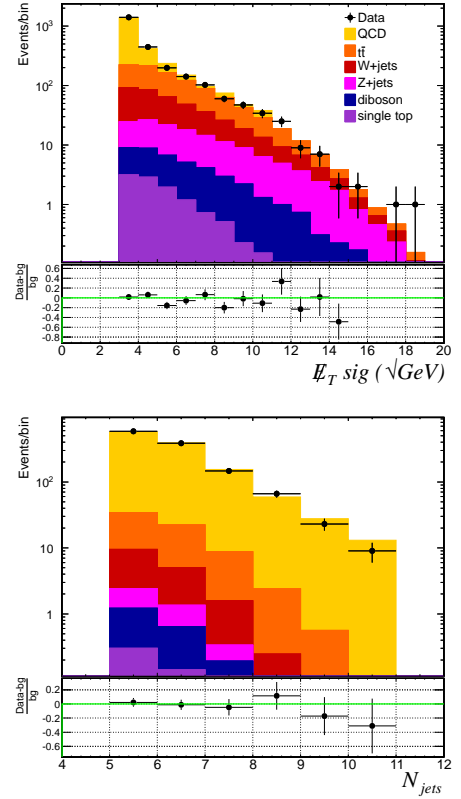 Events/bin
10³
10²
10
1
Data
QCD
tt̄
W+jets
Z+jets
diboson
single top
Data-bg
bg
0.6
0.4
0.2
0
-0.2
-0.4
-0.6
-0.8
0 2 4 6 8 10 12 14 16 18 20
E̸_T sig (√GeV)
Events/bin
10²
10
1
Data-bg
bg
0.2
0
-0.2
-0.4
-0.6
4 5 6 7 8 9 10 11 12
N_jets